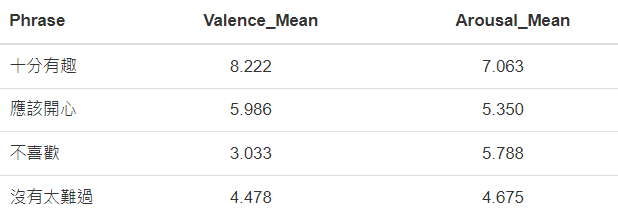 Phrase Valence_Mean Arousal_Mean
十分有趣 8.222 7.063
應該開心 5.986 5.350
不喜歡 3.033 5.788
沒有太難過 4.478 4.675